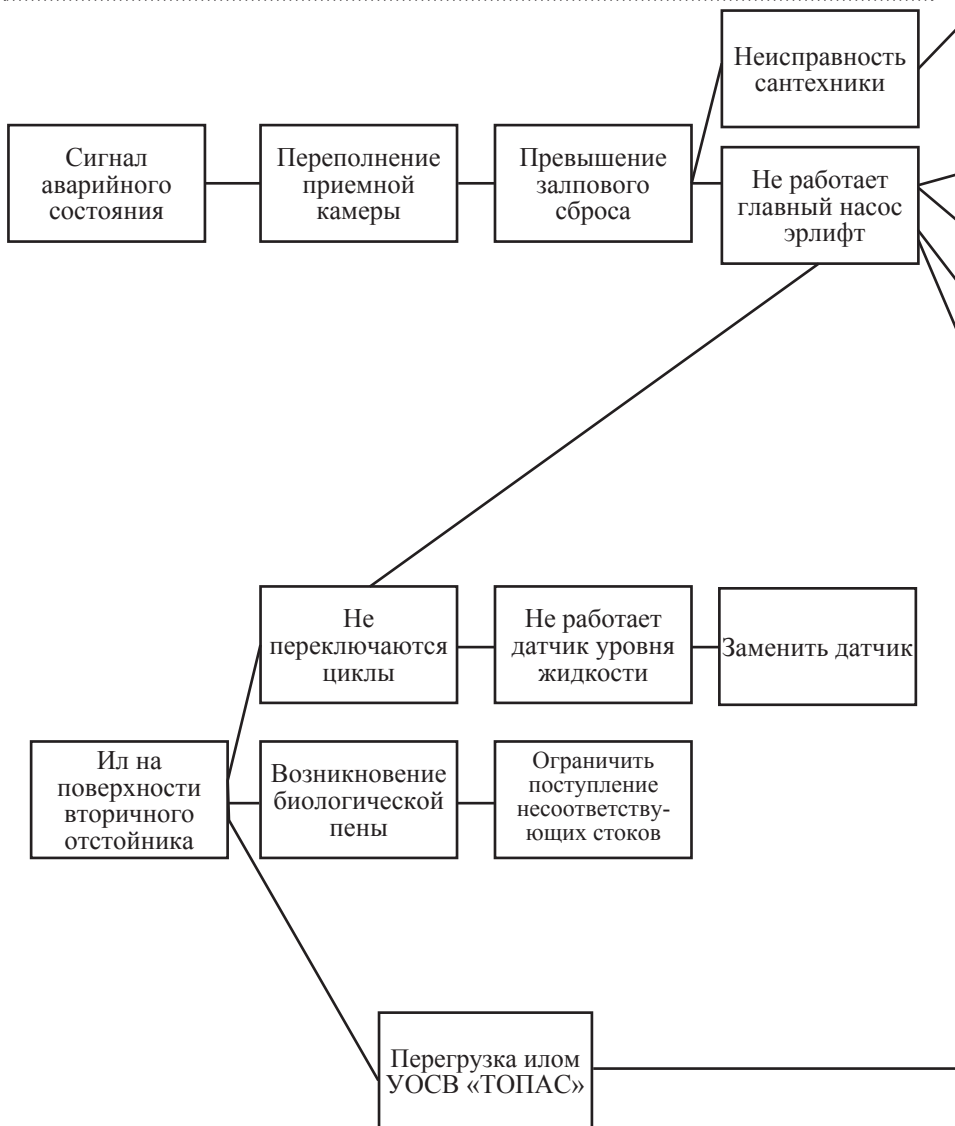 Неисправность
сантехники
Сигнал
аварийного
состояния
Переполнение
приемной
камеры
Превышение
залпового
сброса
Не работает
главный насос
эрлифт
Не
переключаются
циклы
Не работает
датчик уровня
жидкости
Заменить датчик
Ил на
поверхности
вторичного
отстойника
Возникновение
биологической
пены
Ограничить
поступление
несоответству-
ющих стоков
Перегрузка илом
УОСВ «ТОПАС»